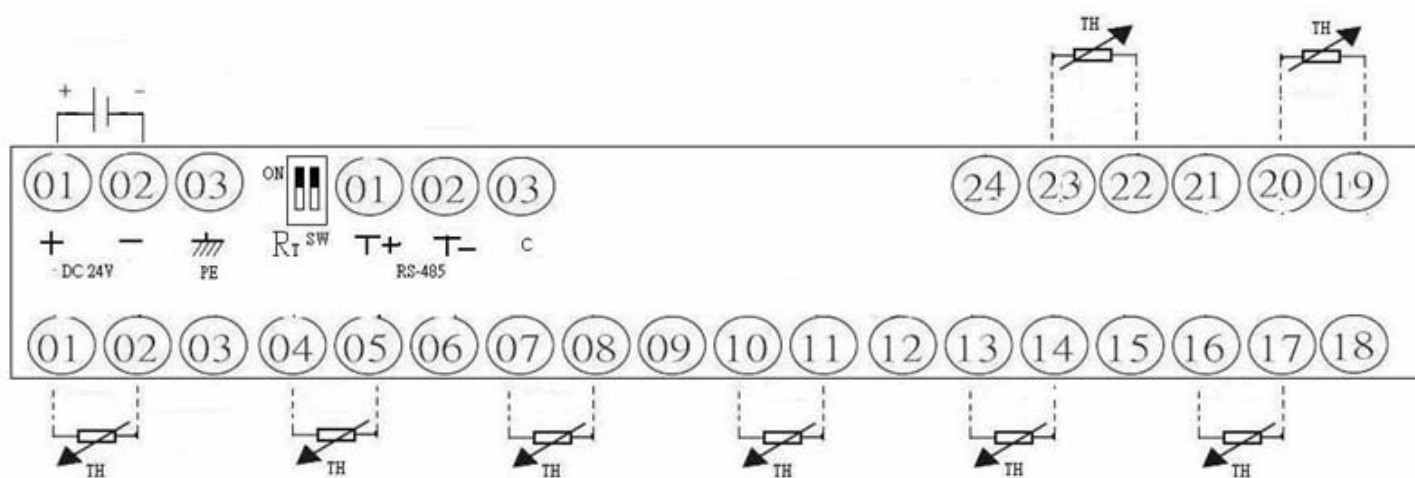 TH TH
+ -
01 02 03 ON 01 02 03 24 23 22 21 20 19
+ − RT SW T+ T− C
DC 24V PE RS-485
01 02 03 04 05 06 07 08 09 10 11 12 13 14 15 16 17 18
TH TH TH TH TH TH